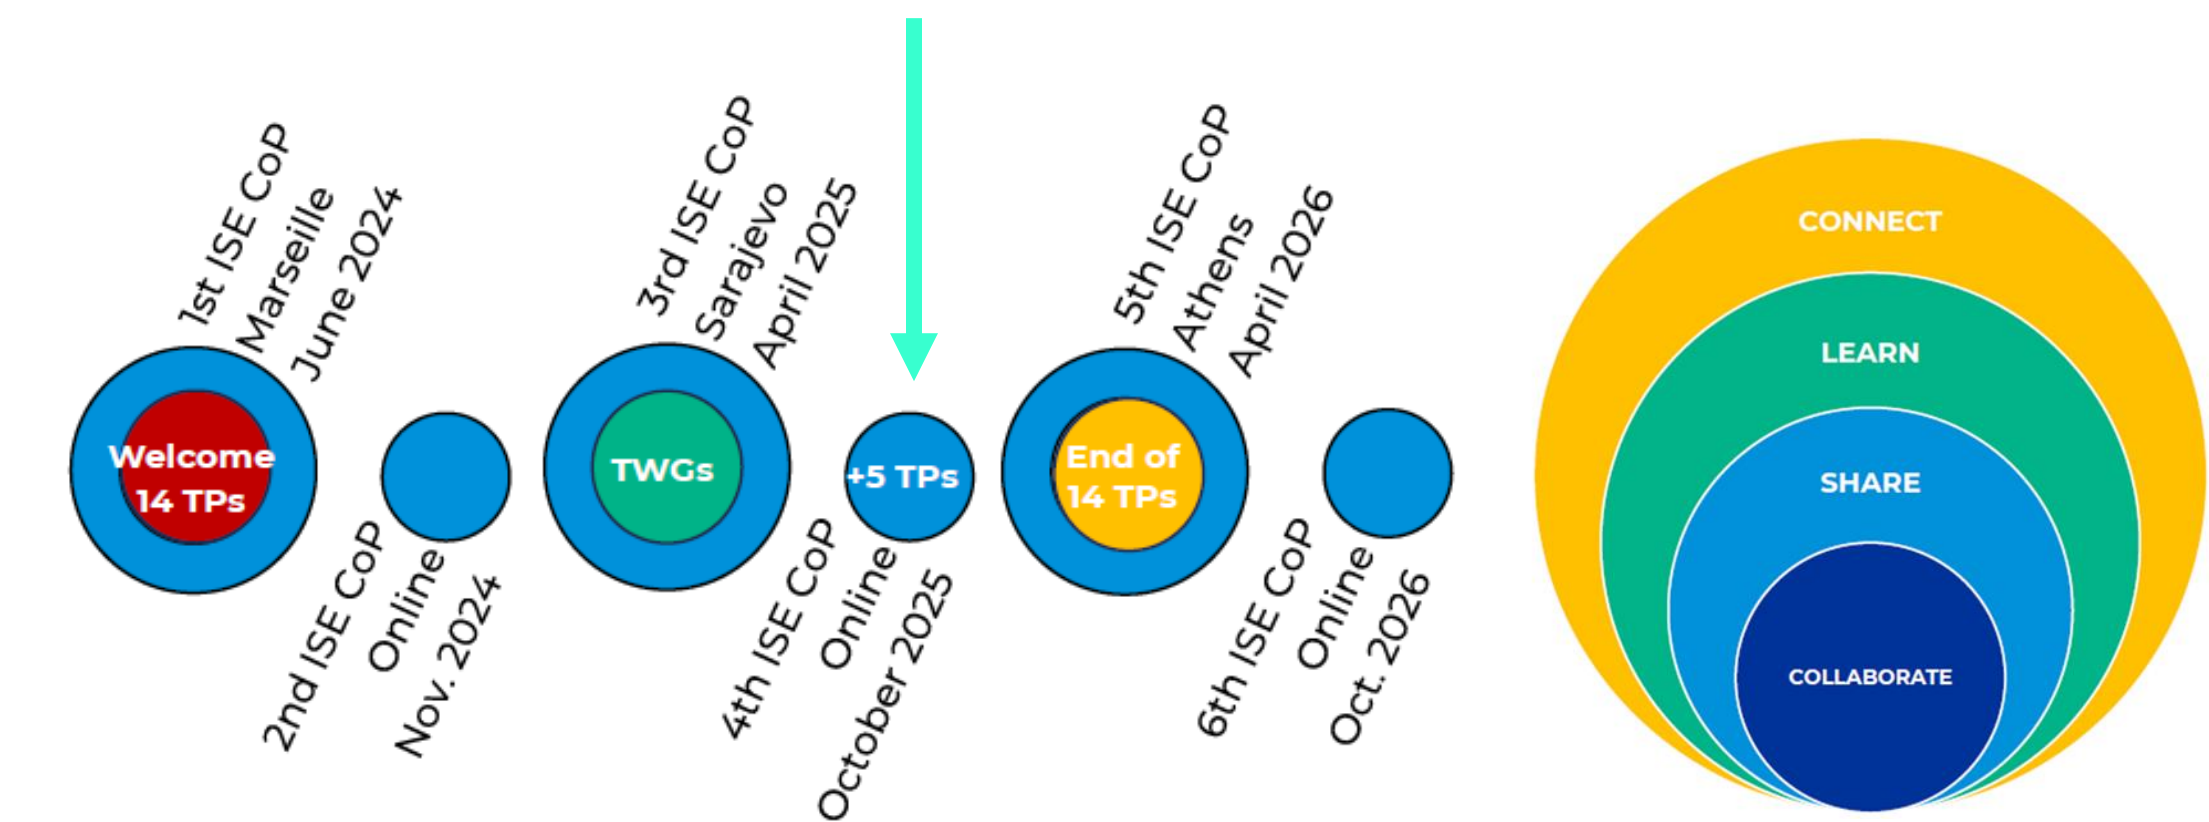 1st ISE CoP
Marseille
June 2024
Welcome
14 TPs
2nd ISE CoP
Online
Nov. 2024
3rd ISE CoP
Sarajevo
April 2025
TWGs
+5 TPs
4th ISE CoP
Online
October 2025
5th ISE CoP
Athens
April 2026
End of
14 TPs
6th ISE CoP
Online
Oct. 2026
CONNECT
LEARN
SHARE
COLLABORATE